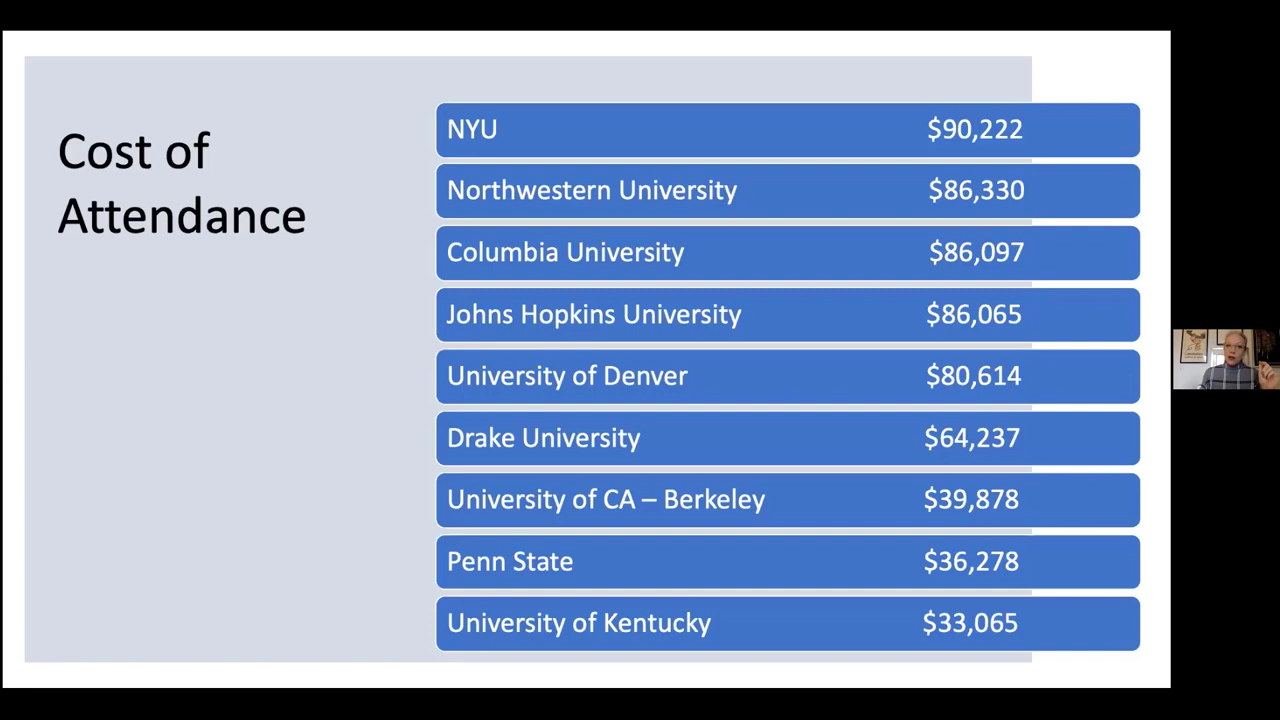 Cost of
Attendance
NYU $90,222
Northwestern University $86,330
Columbia University $86,097
Johns Hopkins University $86,065
University of Denver $80,614
Drake University $64,237
University of CA – Berkeley $39,878
Penn State $36,278
University of Kentucky $33,065